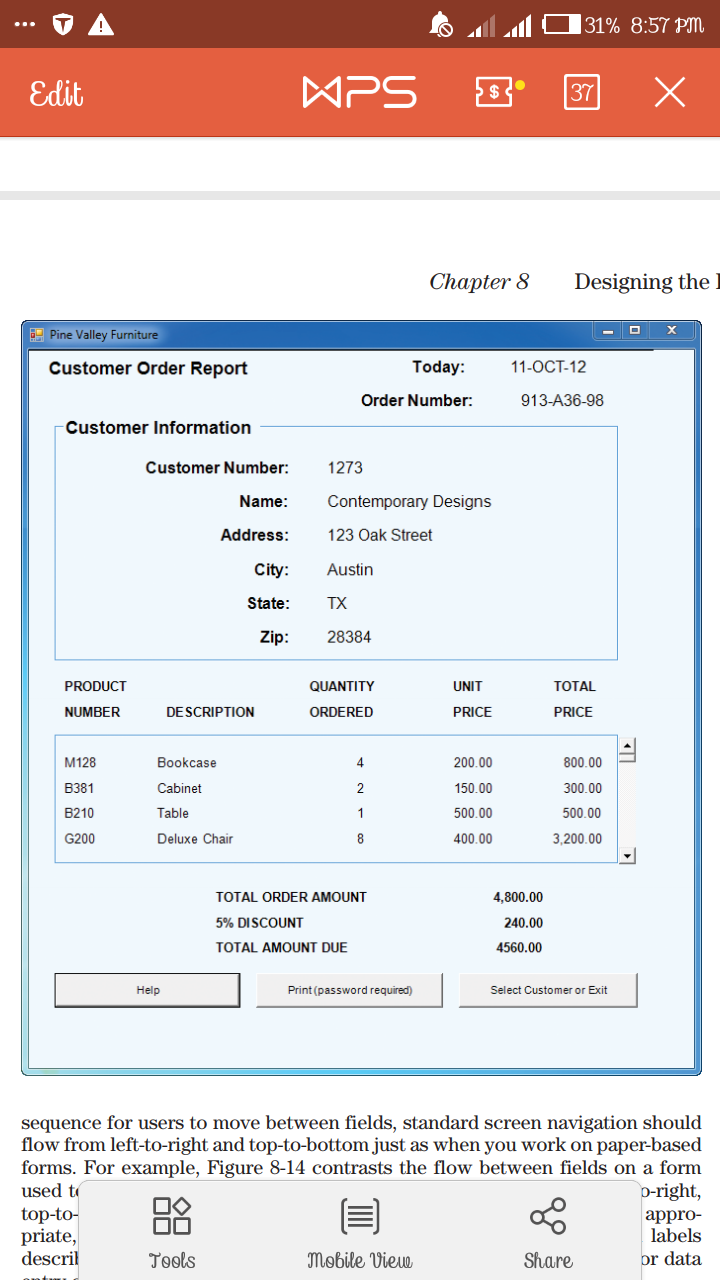 31% 8:57 PM
Edit WPS $ 37
Chapter 8 Designing the
Pine Valley Furniture
Customer Order Report Today: 11-OCT-12
Order Number: 913-A36-98
Customer Information
Customer Number: 1273
Name: Contemporary Designs
Address: 123 Oak Street
City: Austin
State: TX
Zip: 28384
PRODUCT QUANTITY UNIT TOTAL
NUMBER DESCRIPTION ORDERED PRICE PRICE
M128 Bookcase 4 200.00 800.00
B381 Cabinet 2 150.00 300.00
B210 Table 1 500.00 500.00
G200 Deluxe Chair 8 400.00 3,200.00
TOTAL ORDER AMOUNT 4,800.00
5% DISCOUNT 240.00
TOTAL AMOUNT DUE 4560.00
Help Print (password required) Select Customer or Exit
sequence for users to move between fields, standard screen navigation should
flow from left-to-right and top-to-bottom just as when you work on paper-based
forms. For example, Figure 8-14 contrasts the flow between fields on a form
used o-right,
top-to- appro-
priate, labels
or data
Tools Mobile View Share